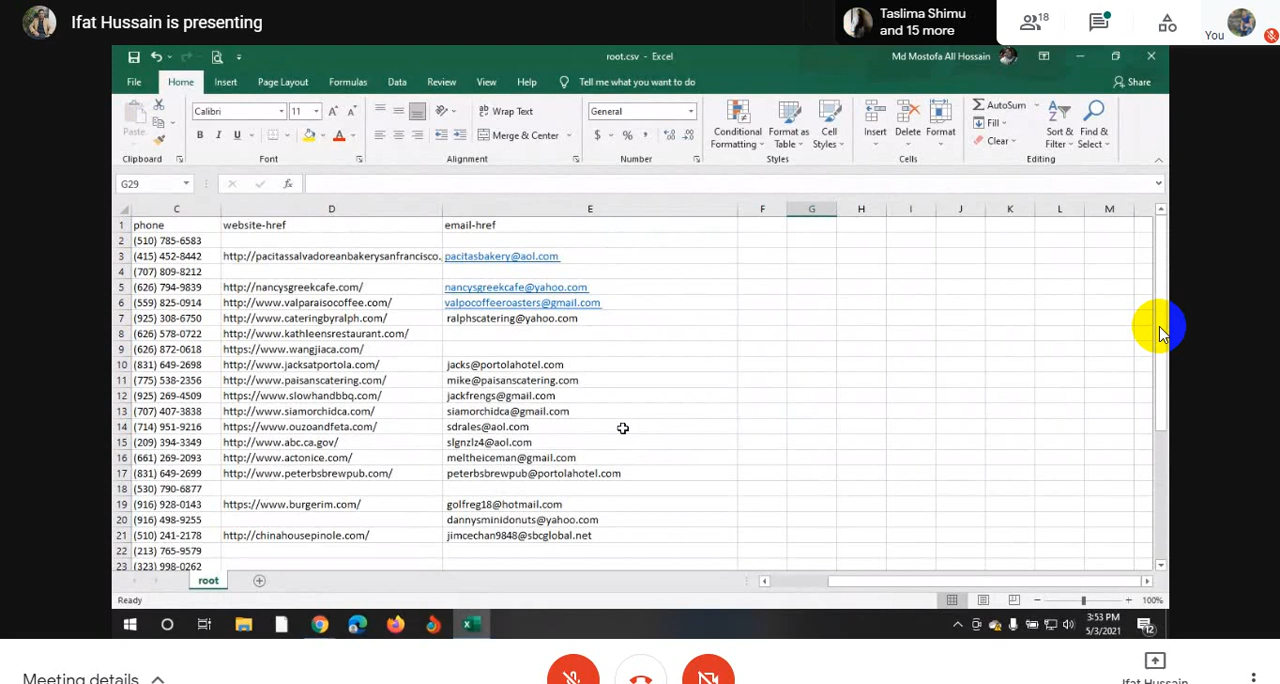 Ifat Hussain is presenting
Taslima Shimu
and 15 more
18
You
root.csv - Excel
Md Mostofa All Hossain
File Home Insert Page Layout Formulas Data Review View Help Tell me what you want to do Share
Calibri 11 Wrap Text General AutoSum
Paste Fill
B I U Merge & Center $ % , Conditional Formatting Format as Table Cell Styles Insert Delete Format Clear Sort & Filter Find & Select
Clipboard Font Alignment Number Styles Cells Editing
G29 fx
C D E F G H I J K L M
1 phone website-href email-href
2 (510) 785-6583
3 (415) 452-8442 http://pacitassalvadoreanbakerysanfrancisco. pacitasbakery@aol.com
4 (707) 809-8212
5 (626) 794-9839 http://nancysgreekcafe.com/ nancysgreekcafe@yahoo.com
6 (559) 825-0914 http://www.valparaisocoffee.com/ valpocoffeeroasters@gmail.com
7 (925) 308-6750 http://www.cateringbyralph.com/ ralphscatering@yahoo.com
8 (626) 578-0722 http://www.kathleensrestaurant.com/
9 (626) 872-0618 https://www.wangjiaca.com/
10 (831) 649-2698 http://www.jacksatportola.com/ jacks@portolahotel.com
11 (775) 538-2356 http://www.paisanscatering.com/ mike@paisanscatering.com
12 (925) 269-4509 https://www.slowhandbbq.com/ jackfrengs@gmail.com
13 (707) 407-3838 http://www.siamorchidca.com/ siamorchidca@gmail.com
14 (714) 951-9216 https://www.ouzoandfeta.com/ sdrales@aol.com
15 (209) 394-3349 http://www.abc.ca.gov/ slgnzlz4@aol.com
16 (661) 269-2093 http://www.actonice.com/ meltheiceman@gmail.com
17 (831) 649-2699 http://www.peterbsbrewpub.com/ peterbsbrewpub@portolahotel.com
18 (530) 790-6877
19 (916) 928-0143 https://www.burgerim.com/ golfreg18@hotmail.com
20 (916) 498-9255 dannysminidonuts@yahoo.com
21 (510) 241-2178 http://chinahousepinole.com/ jimcechan9848@sbcglobal.net
22 (213) 765-9579
23 (323) 998-0262
root
Ready 100%
3:53 PM
5/3/2021
12
Meeting details
Ifat Hussain